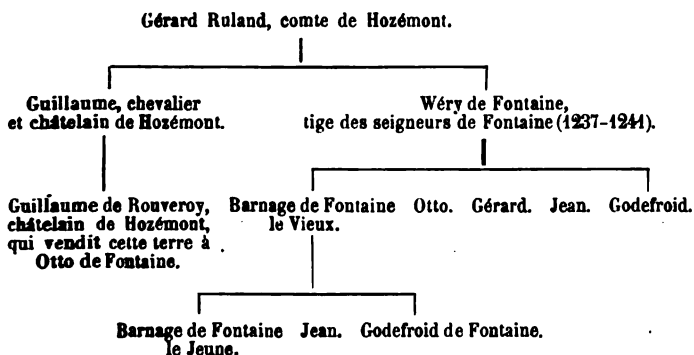 Gérard Ruland, comte de Hozémont.
Guillaume, chevalier
et châtelain de Hozémont.
Wéry de Fontaine,
tige des seigneurs de Fontaine (1237-1241).
Guillaume de Rouveroy,
châtelain de Hozémont,
qui vendit cette terre à
Otto de Fontaine.
Barnage de Fontaine
le Vieux.
Otto. Gérard. Jean. Godefroid.
Barnage de Fontaine
le Jeune.
Jean. Godefroid de Fontaine.